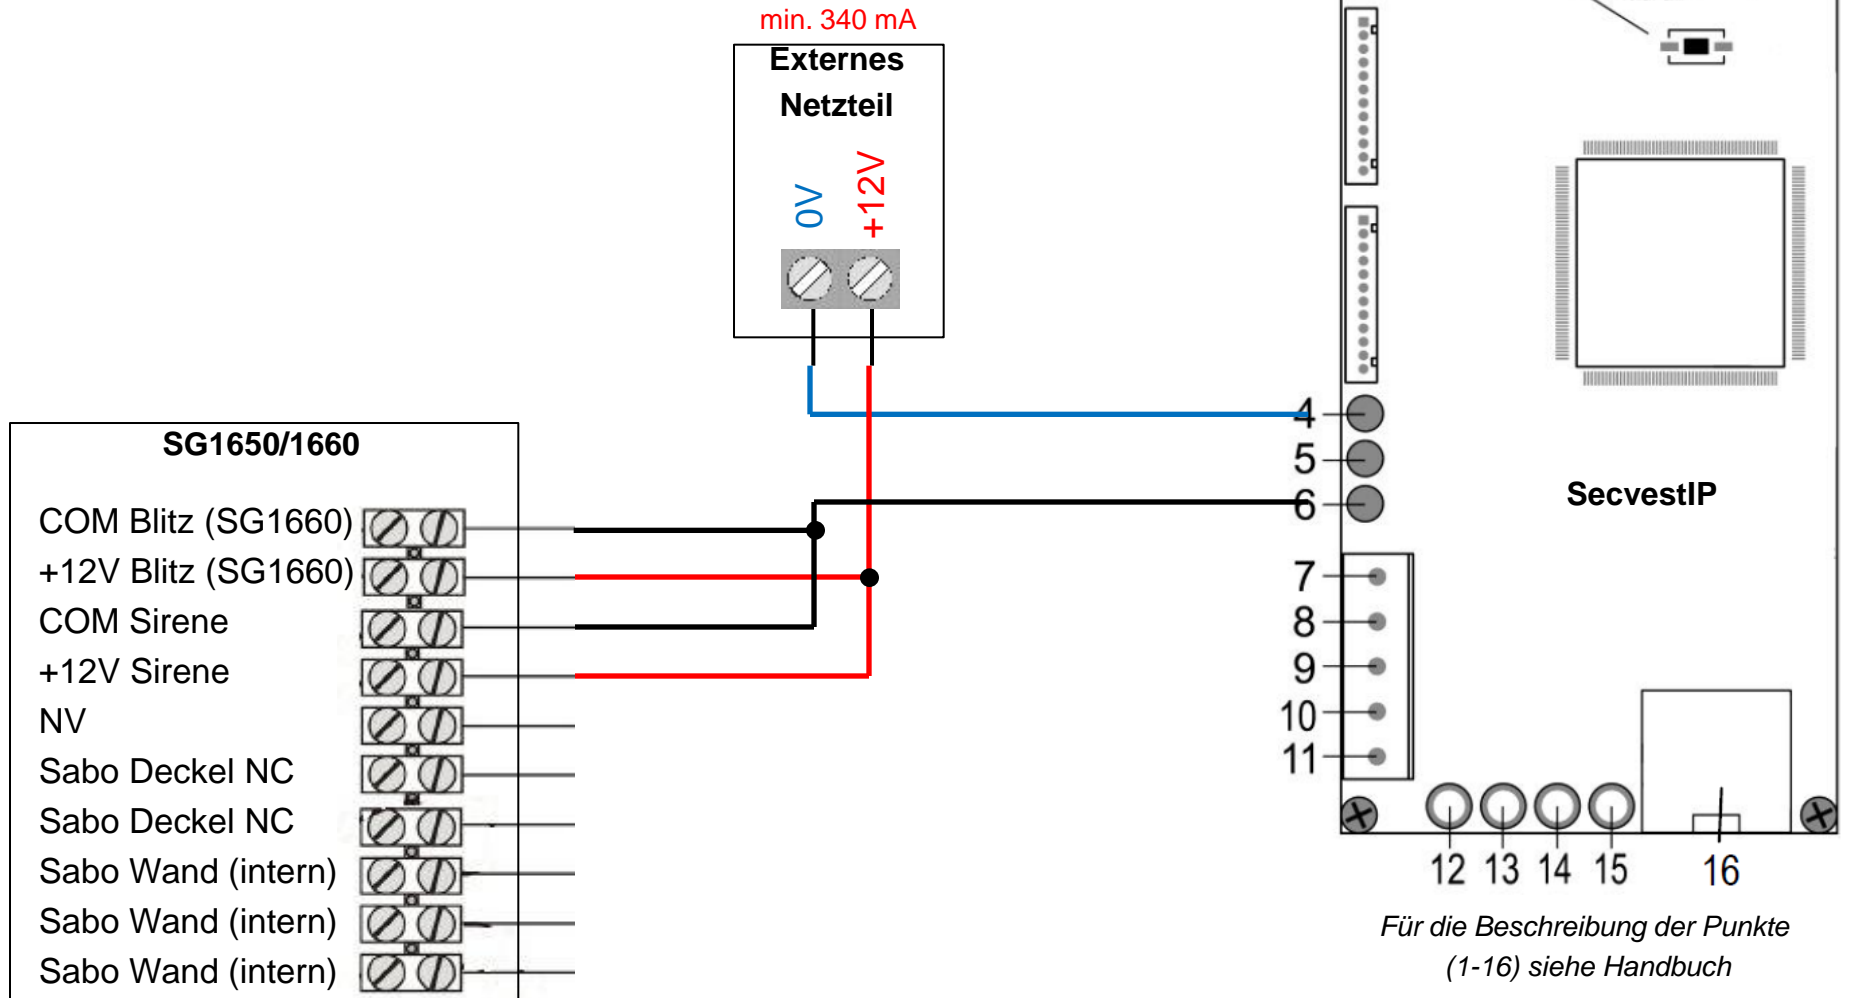 min. 340 mA
Externes
Netzteil
0V
+12V
SG1650/1660
COM Blitz (SG1660)
+12V Blitz (SG1660)
COM Sirene
+12V Sirene
NV
Sabo Deckel NC
Sabo Deckel NC
Sabo Wand (intern)
Sabo Wand (intern)
Sabo Wand (intern)
4
5
6
SecvestIP
7
8
9
10
11
12 13 14 15 16
Für die Beschreibung der Punkte
(1-16) siehe Handbuch